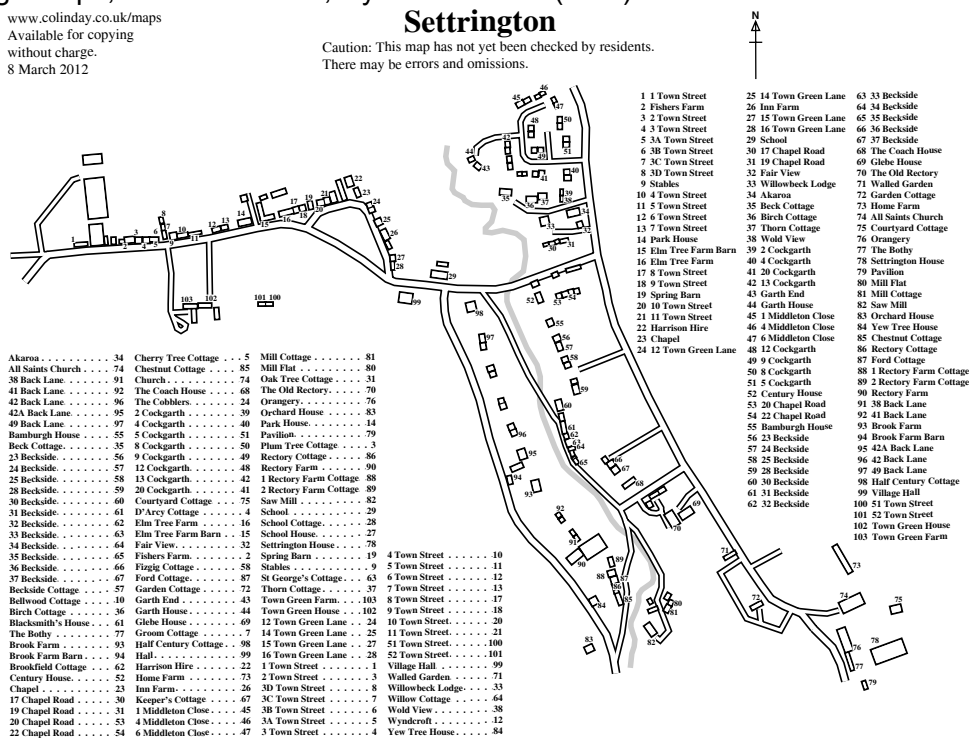 www.colinday.co.uk/maps
Available for copying
without charge.
8 March 2012
Settrington
Caution: This map has not yet been checked by residents.
There may be errors and omissions.
N
1 1 Town Street
2 Fishers Farm
3 2 Town Street
4 3 Town Street
5 3A Town Street
6 3B Town Street
7 3C Town Street
8 3D Town Street
9 Stables
10 4 Town Street
11 5 Town Street
12 6 Town Street
13 7 Town Street
14 Park House
15 Elm Tree Farm Barn
16 Elm Tree Farm
17 8 Town Street
18 9 Town Street
19 Spring Barn
20 10 Town Street
21 11 Town Street
22 Harrison Hire
23 Chapel
24 12 Town Green Lane
25 14 Town Green Lane
26 Inn Farm
27 15 Town Green Lane
28 16 Town Green Lane
29 School
30 17 Chapel Road
31 19 Chapel Road
32 Fair View
33 Willowbeck Lodge
34 Akaroa
35 Beck Cottage
36 Birch Cottage
37 Thorn Cottage
38 Wold View
39 2 Cockgarth
40 4 Cockgarth
41 20 Cockgarth
42 13 Cockgarth
43 Garth End
44 Garth House
45 1 Middleton Close
46 4 Middleton Close
47 6 Middleton Close
48 12 Cockgarth
49 9 Cockgarth
50 8 Cockgarth
51 5 Cockgarth
52 Century House
53 20 Chapel Road
54 22 Chapel Road
55 Bamburgh House
56 23 Beckside
57 24 Beckside
58 25 Beckside
59 28 Beckside
60 30 Beckside
61 31 Beckside
62 32 Beckside
63 33 Beckside
64 34 Beckside
65 35 Beckside
66 36 Beckside
67 37 Beckside
68 The Coach House
69 Glebe House
70 The Old Rectory
71 Walled Garden
72 Garden Cottage
73 Home Farm
74 All Saints Church
75 Courtyard Cottage
76 Orangery
77 The Bothy
78 Settrington House
79 Pavilion
80 Mill Flat
81 Mill Cottage
82 Saw Mill
83 Orchard House
84 Yew Tree House
85 Chestnut Cottage
86 Rectory Cottage
87 Ford Cottage
88 1 Rectory Farm Cottage
89 2 Rectory Farm Cottage
90 Rectory Farm
91 38 Back Lane
92 41 Back Lane
93 Brook Farm
94 Brook Farm Barn
95 42A Back Lane
96 42 Back Lane
97 49 Back Lane
98 Half Century Cottage
99 Village Hall
100 51 Town Street
101 52 Town Street
102 Town Green House
103 Town Green Farm
Akaroa . . . . . . . . . . 34
All Saints Church . . . . 74
38 Back Lane. . . . . . . 91
41 Back Lane. . . . . . . 92
42 Back Lane. . . . . . . 96
42A Back Lane. . . . . . 95
49 Back Lane. . . . . . . 97
Bamburgh House . . . . 55
Beck Cottage. . . . . . . 35
23 Beckside. . . . . . . . 56
24 Beckside. . . . . . . . 57
25 Beckside. . . . . . . . 58
28 Beckside. . . . . . . . 59
30 Beckside. . . . . . . . 60
31 Beckside. . . . . . . . 61
32 Beckside. . . . . . . . 62
33 Beckside. . . . . . . . 63
34 Beckside. . . . . . . . 64
35 Beckside. . . . . . . . 65
36 Beckside. . . . . . . . 66
37 Beckside. . . . . . . . 67
Beckside Cottage . . . . 57
Bellwood Cottage . . . . 10
Birch Cottage . . . . . . 36
Blacksmith's House . . . 61
The Bothy . . . . . . . . 77
Brook Farm . . . . . . . 93
Brook Farm Barn . . . . 94
Brookfield Cottage . . . 62
Century House. . . . . . 52
Chapel . . . . . . . . . . 23
17 Chapel Road . . . . . 30
19 Chapel Road . . . . . 31
20 Chapel Road . . . . . 53
22 Chapel Road . . . . . 54
Cherry Tree Cottage . . . 5
Chestnut Cottage . . . . 85
Church . . . . . . . . . . 74
The Coach House . . . . 68
The Cobblers. . . . . . . 24
2 Cockgarth . . . . . . . 39
4 Cockgarth . . . . . . . 40
5 Cockgarth . . . . . . . 51
8 Cockgarth . . . . . . . 50
9 Cockgarth . . . . . . . 49
12 Cockgarth . . . . . . . 48
13 Cockgarth . . . . . . . 42
20 Cockgarth . . . . . . . 41
Courtyard Cottage . . . . 75
D'Arcy Cottage . . . . . . 4
Elm Tree Farm . . . . . . 16
Elm Tree Farm Barn . . . 15
Fair View. . . . . . . . . 32
Fishers Farm. . . . . . . . 2
Fizgig Cottage . . . . . . 58
Ford Cottage. . . . . . . 87
Garden Cottage . . . . . 72
Garth End . . . . . . . . 43
Garth House . . . . . . . 44
Glebe House . . . . . . . 69
Groom Cottage . . . . . . 7
Half Century Cottage . . 98
Hall . . . . . . . . . . . . 99
Harrison Hire . . . . . . 22
Home Farm . . . . . . . 73
Inn Farm . . . . . . . . . 26
Keeper's Cottage . . . . 67
1 Middleton Close . . . . 45
4 Middleton Close . . . . 46
6 Middleton Close . . . . 47
Mill Cottage . . . . . . . 81
Mill Flat . . . . . . . . . 80
Oak Tree Cottage . . . . 31
The Old Rectory. . . . . 70
Orangery. . . . . . . . . 76
Orchard House . . . . . 83
Park House . . . . . . . 14
Pavilion. . . . . . . . . . 79
Plum Tree Cottage . . . . 3
Rectory Cottage . . . . . 86
Rectory Farm . . . . . . 90
1 Rectory Farm Cottage 88
2 Rectory Farm Cottage 89
Saw Mill . . . . . . . . . 82
School . . . . . . . . . . 29
School Cottage. . . . . . 28
School House. . . . . . . 27
Settrington House . . . . 78
Spring Barn . . . . . . . 19
Stables . . . . . . . . . . 9
St George's Cottage . . . 63
Thorn Cottage . . . . . . 37
Town Green Farm. . . . 103
Town Green House . . . 102
12 Town Green Lane . . 24
14 Town Green Lane . . 25
15 Town Green Lane . . 27
16 Town Green Lane . . 28
1 Town Street . . . . . . . 1
2 Town Street . . . . . . . 3
3D Town Street . . . . . . 8
3C Town Street . . . . . . 7
3B Town Street . . . . . . 6
3A Town Street . . . . . . 5
3 Town Street . . . . . . . 4
4 Town Street . . . . . . 10
5 Town Street . . . . . . 11
6 Town Street . . . . . . 12
7 Town Street . . . . . . 13
8 Town Street . . . . . . 17
9 Town Street . . . . . . 18
10 Town Street . . . . . . 20
11 Town Street . . . . . . 21
51 Town Street . . . . . 100
52 Town Street. . . . . . 101
Village Hall . . . . . . . 99
Walled Garden. . . . . . 71
Willowbeck Lodge. . . . 33
Willow Cottage . . . . . 64
Wold View . . . . . . . . 38
Wyndcroft . . . . . . . . 12
Yew Tree House . . . . . 84